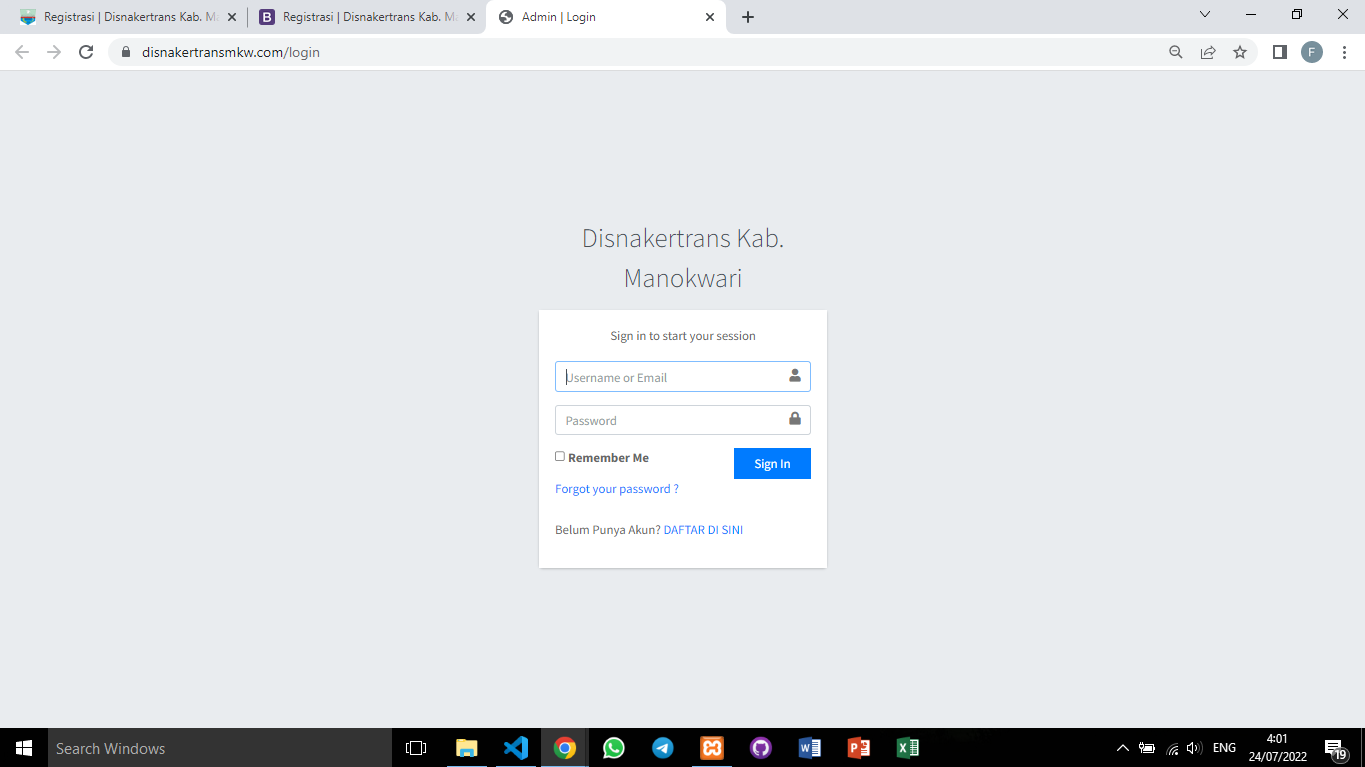 Registrasi | Disnakertrans Kab. Ma
Registrasi | Disnakertrans Kab. Ma
Admin | Login
disnakertransmkw.com/login
F
Disnakertrans Kab.
Manokwari
Sign in to start your session
Username or Email
Password
Remember Me
Sign In
Forgot your password ?
Belum Punya Akun? DAFTAR DI SINI
Search Windows
ENG
4:01
24/07/2022
19